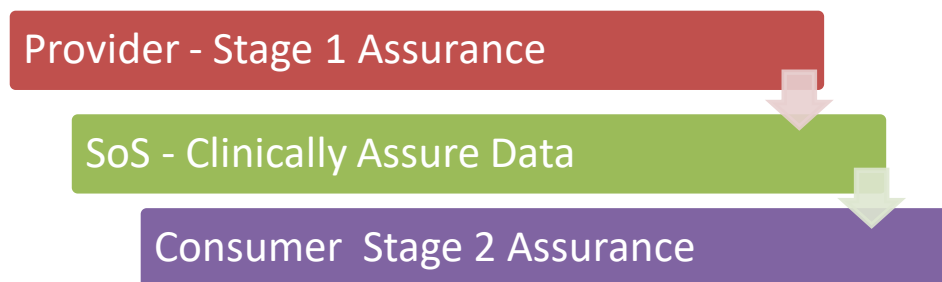 Provider - Stage 1 Assurance
SoS - Clinically Assure Data
Consumer  Stage 2 Assurance